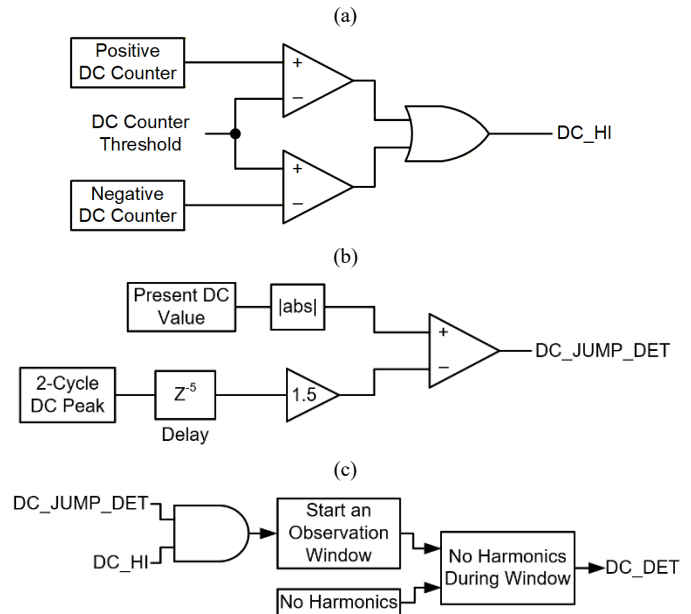 (a)
Positive
DC Counter
+
−
DC Counter
Threshold
DC_HI
+
−
Negative
DC Counter
(b)
Present DC
Value
|abs|
+
−
DC_JUMP_DET
2-Cycle
DC Peak
Z-5
1.5
Delay
(c)
DC_JUMP_DET
DC_HI
Start an
Observation
Window
No Harmonics
During Window
DC_DET
No Harmonics